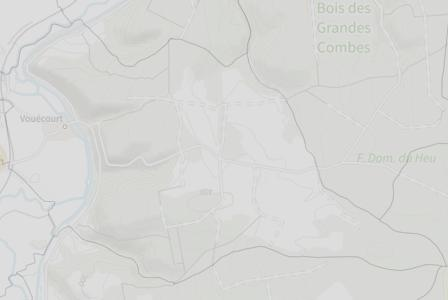 Bois des
Grandes
Combes
Vouécourt
F. Dom. du Heu